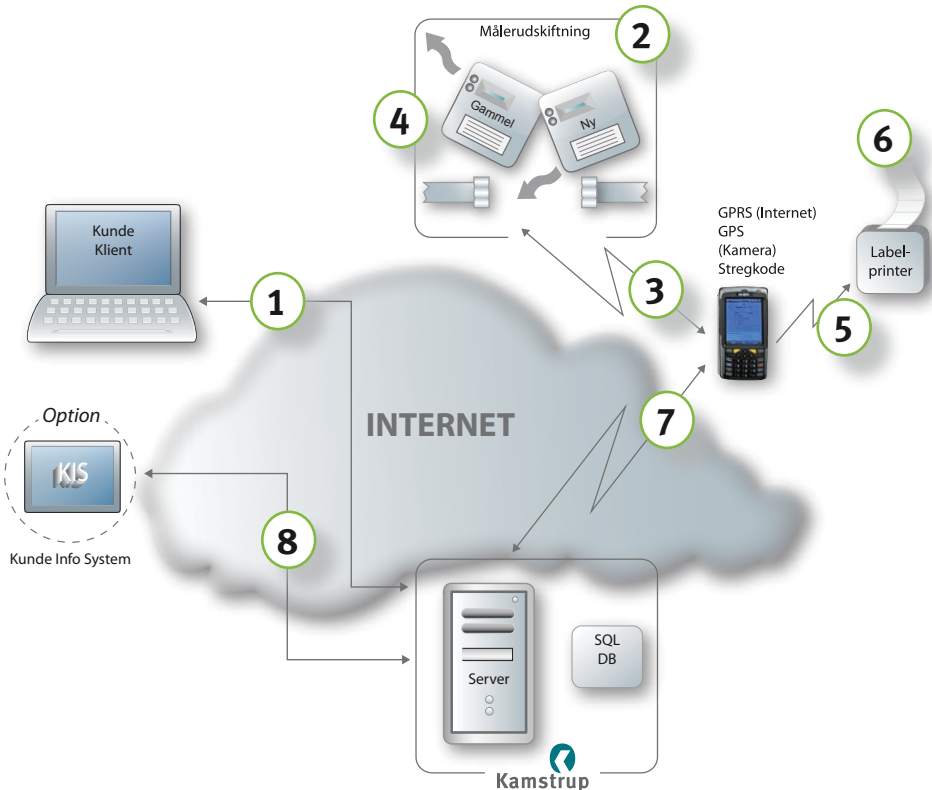 Målerudskiftning
2
4
Gammel
Ny
6
GPRS (Internet)
GPS
(Kamera)
Stregkode
Label-
printer
Kunde
Klient
1
3
5
INTERNET
7
Option
KIS
Kunde Info System
8
Server
SQL
DB
Kamstrup